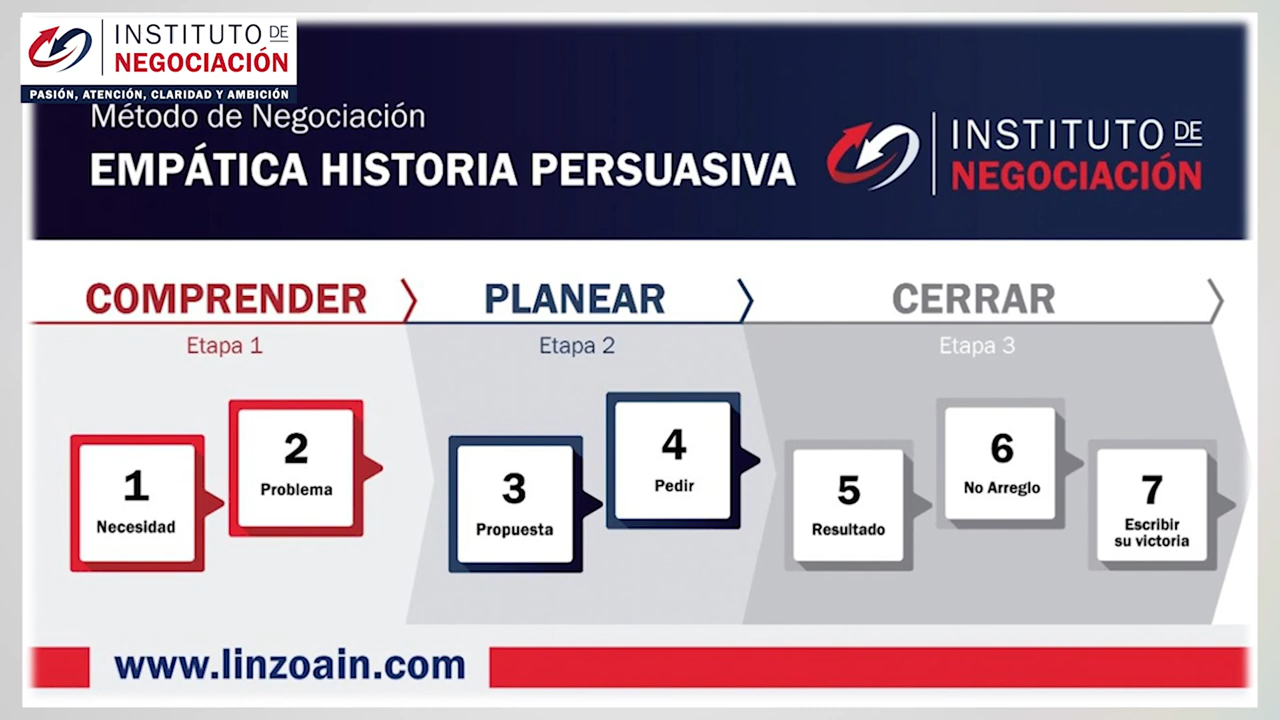 INSTITUTO DE
NEGOCIACIÓN
PASIÓN, ATENCIÓN, CLARIDAD Y AMBICIÓN
Método de Negociación
EMPÁTICA HISTORIA PERSUASIVA
INSTITUTO DE
NEGOCIACIÓN
COMPRENDER
Etapa 1
PLANEAR
Etapa 2
CERRAR
Etapa 3
1
Necesidad
2
Problema
3
Propuesta
4
Pedir
5
Resultado
6
No Arreglo
7
Escribir
su victoria
www.linzoain.com